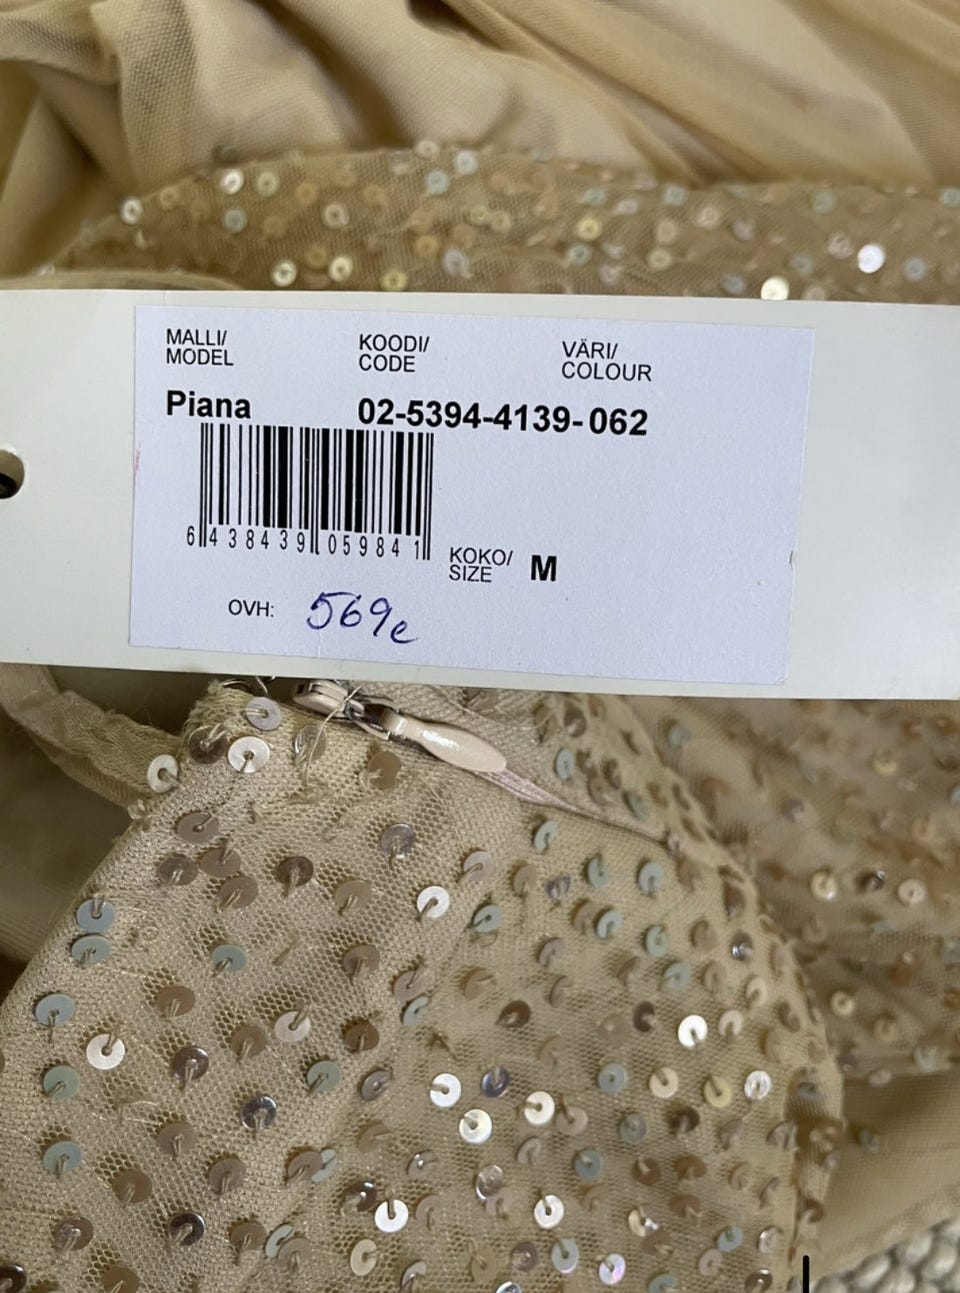 MALLI/ KOODI/ VÄRI/
MODEL CODE COLOUR
Piana 02-5394-4139-062
6 438439 059841
KOKO/
SIZE M
OVH: 569e